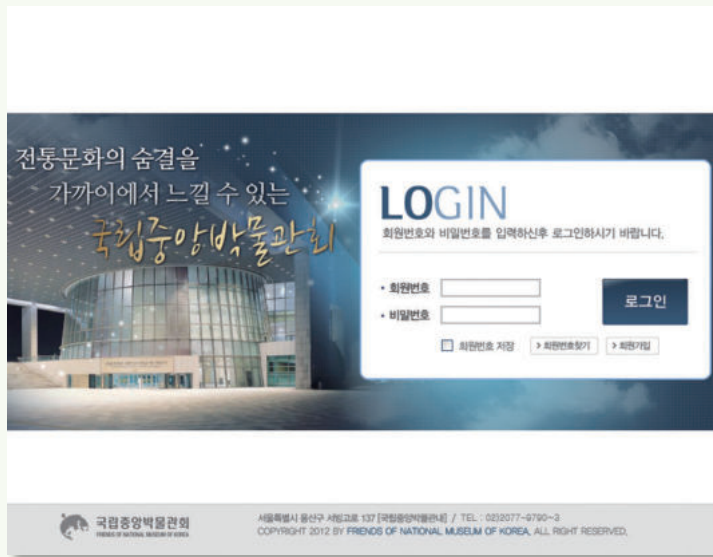 전통문화의 숨결을
가까이에서 느낄 수 있는
국립중앙박물관회
LOGIN
회원번호와 비밀번호를 입력하신후 로그인하시기 바랍니다.
• 회원번호
• 비밀번호
로그인
회원번호 저장
> 회원번호찾기
> 회원가입
국립중앙박물관회
FRIENDS OF NATIONAL MUSEUM OF KOREA
서울특별시 용산구 서빙고로 137 [국립중앙박물관내] / TEL : 02)2077-9790~3
COPYRIGHT 2012 BY FRIENDS OF NATIONAL MUSEUM OF KOREA, ALL RIGHT RESERVED.